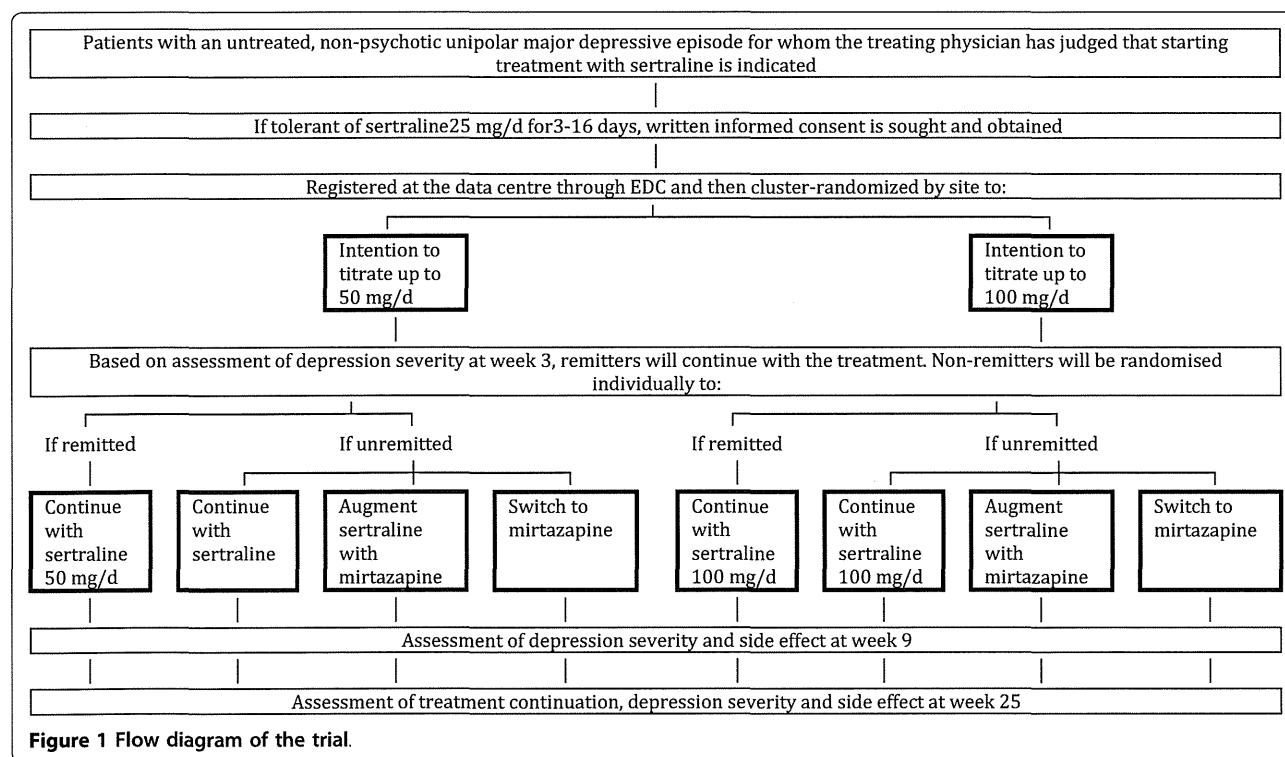 Patients with an untreated, non-psychotic unipolar major depressive episode for whom the treating physician has judged that starting
treatment with sertraline is indicated
If tolerant of sertraline25 mg/d for3-16 days, written informed consent is sought and obtained
Registered at the data centre through EDC and then cluster-randomized by site to:
Intention to
titrate up to
50 mg/d
Intention to
titrate up to
100 mg/d
Based on assessment of depression severity at week 3, remitters will continue with the treatment. Non-remitters will be randomised
individually to:
If remitted
If unremitted
If remitted
If unremitted
Continue
with
sertraline
50 mg/d
Continue
with
sertraline
Augment
sertraline
with
mirtazapine
Switch to
mirtazapine
Continue
with
sertraline
100 mg/d
Continue
with
sertraline
100 mg/d
Augment
sertraline
with
mirtazapine
Switch to
mirtazapine
Assessment of depression severity and side effect at week 9
Assessment of treatment continuation, depression severity and side effect at week 25
Figure 1 Flow diagram of the trial.